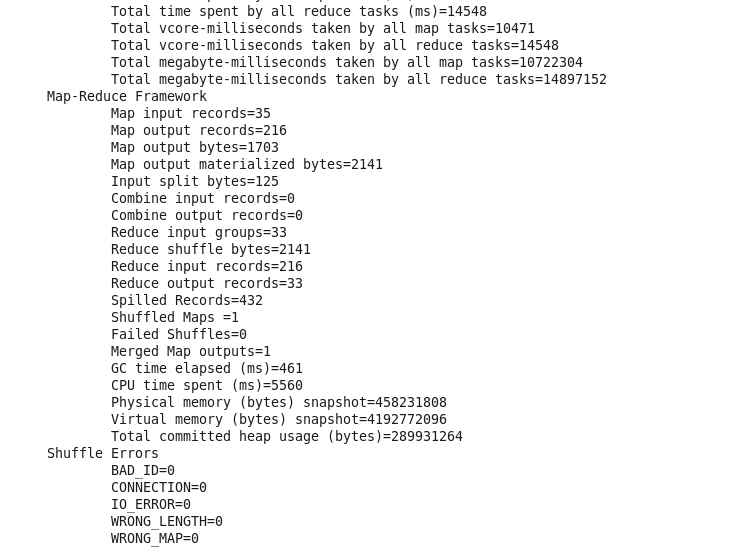 Total time spent by all reduce tasks (ms)=14548
Total vcore-milliseconds taken by all map tasks=10471
Total vcore-milliseconds taken by all reduce tasks=14548
Total megabyte-milliseconds taken by all map tasks=10722304
Total megabyte-milliseconds taken by all reduce tasks=14897152
Map-Reduce Framework
Map input records=35
Map output records=216
Map output bytes=1703
Map output materialized bytes=2141
Input split bytes=125
Combine input records=0
Combine output records=0
Reduce input groups=33
Reduce shuffle bytes=2141
Reduce input records=216
Reduce output records=33
Spilled Records=432
Shuffled Maps =1
Failed Shuffles=0
Merged Map outputs=1
GC time elapsed (ms)=461
CPU time spent (ms)=5560
Physical memory (bytes) snapshot=458231808
Virtual memory (bytes) snapshot=4192772096
Total committed heap usage (bytes)=289931264
Shuffle Errors
BAD_ID=0
CONNECTION=0
IO_ERROR=0
WRONG_LENGTH=0
WRONG_MAP=0